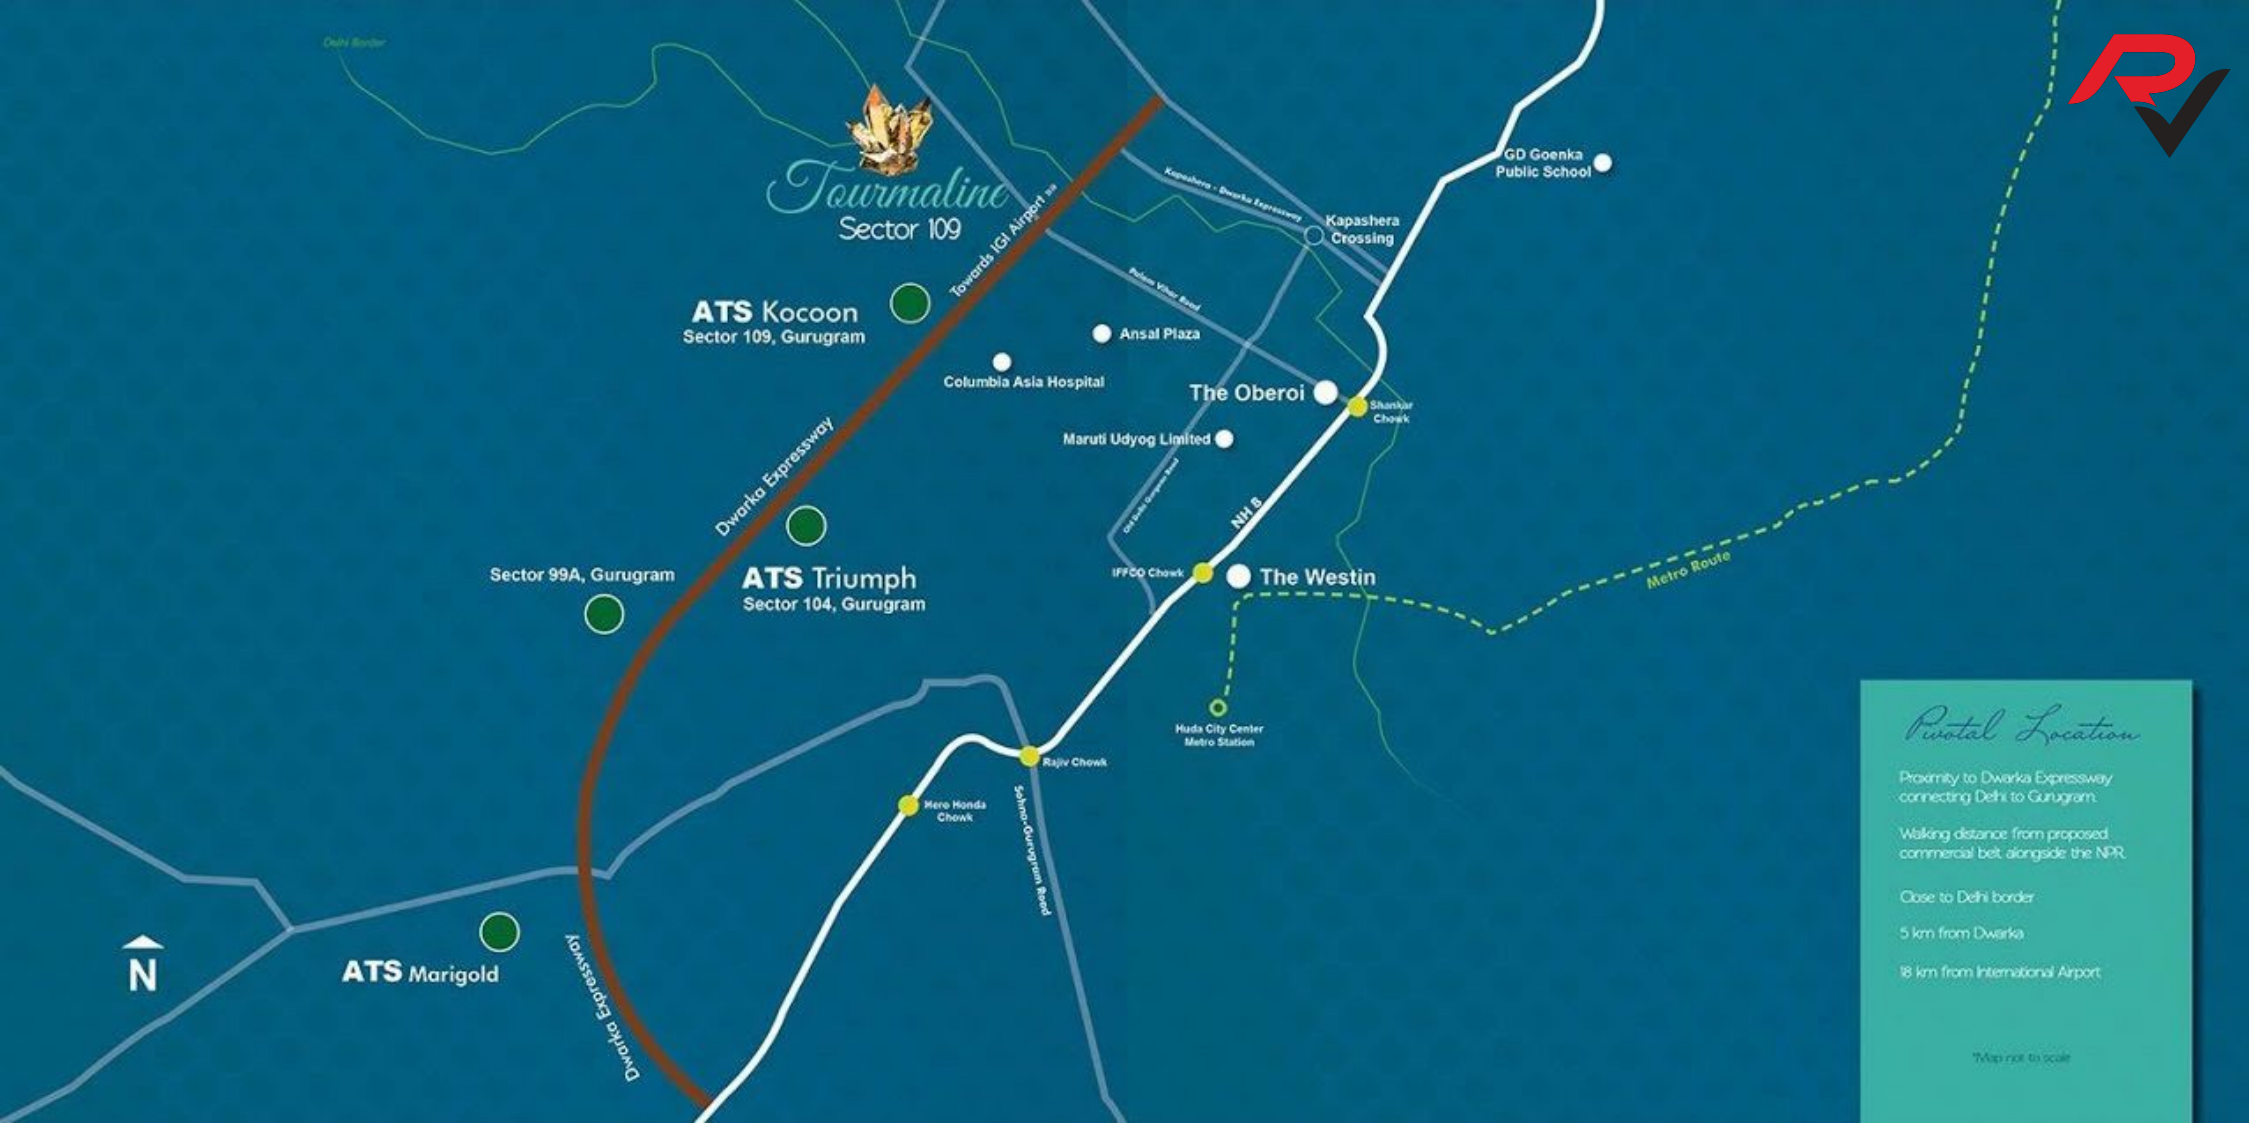 Delhi Border
Tourmaline
Sector 109
Towards IGI Airport »
Kapashera - Dwarka Expressway
GD Goenka
Public School
Kapashera
Crossing
Palam Vihar Road
ATS Kocoon
Sector 109, Gurugram
Ansal Plaza
Columbia Asia Hospital
The Oberoi
Shankar
Chowk
Maruti Udyog Limited
Old Delhi Gurgaon Road
Dwarka Expressway
NH 8
ATS Triumph
Sector 104, Gurugram
Sector 99A, Gurugram
IFFCO Chowk
The Westin
Metro Route
Huda City Center
Metro Station
Rajiv Chowk
Hero Honda
Chowk
Sohna-Gurugram Road
ATS Marigold
Dwarka Expressway
N
Pivotal Location
Proximity to Dwarka Expressway
connecting Delhi to Gurugram.
Walking distance from proposed
commercial belt alongside the NPR.
Close to Delhi border
5 km from Dwarka
18 km from International Airport
*Map not to scale